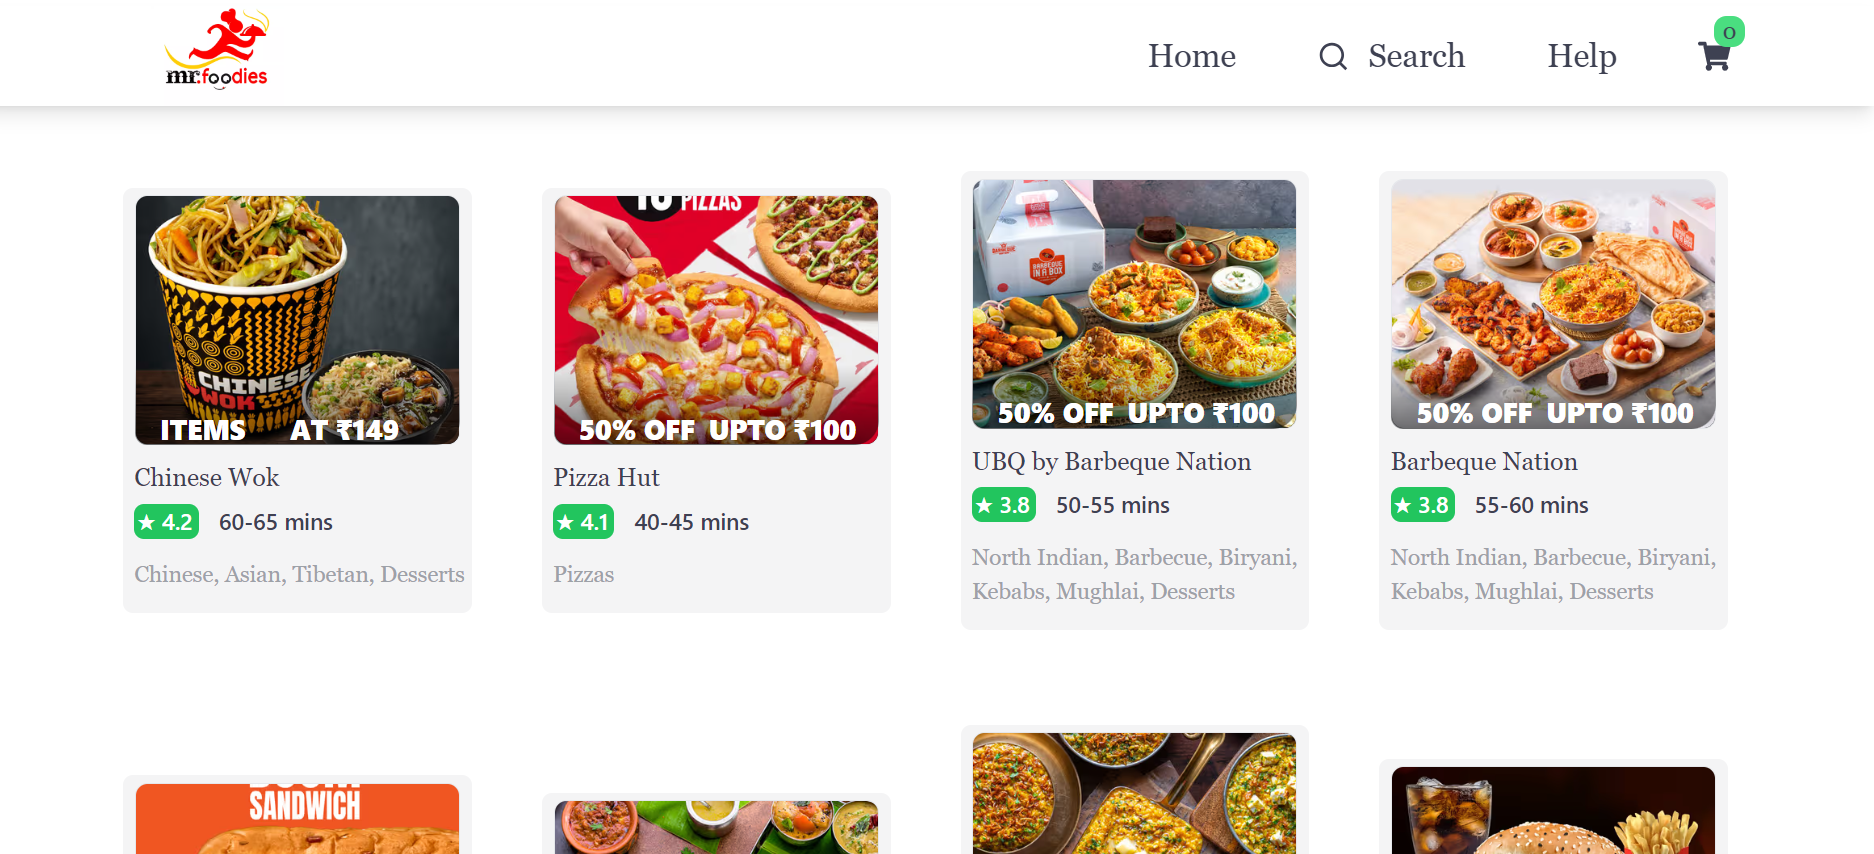 mr.foodies
Home
Search
Help
0
CHINESE
WOK
ITEMS AT ₹149
Chinese Wok
★ 4.2 60-65 mins
Chinese, Asian, Tibetan, Desserts
10 PIZZAS
50% OFF UPTO ₹100
Pizza Hut
★ 4.1 40-45 mins
Pizzas
BARBEQUE
IN A BOX
50% OFF UPTO ₹100
UBQ by Barbeque Nation
★ 3.8 50-55 mins
North Indian, Barbecue, Biryani,
Kebabs, Mughlai, Desserts
50% OFF UPTO ₹100
Barbeque Nation
★ 3.8 55-60 mins
North Indian, Barbecue, Biryani,
Kebabs, Mughlai, Desserts
SANDWICH